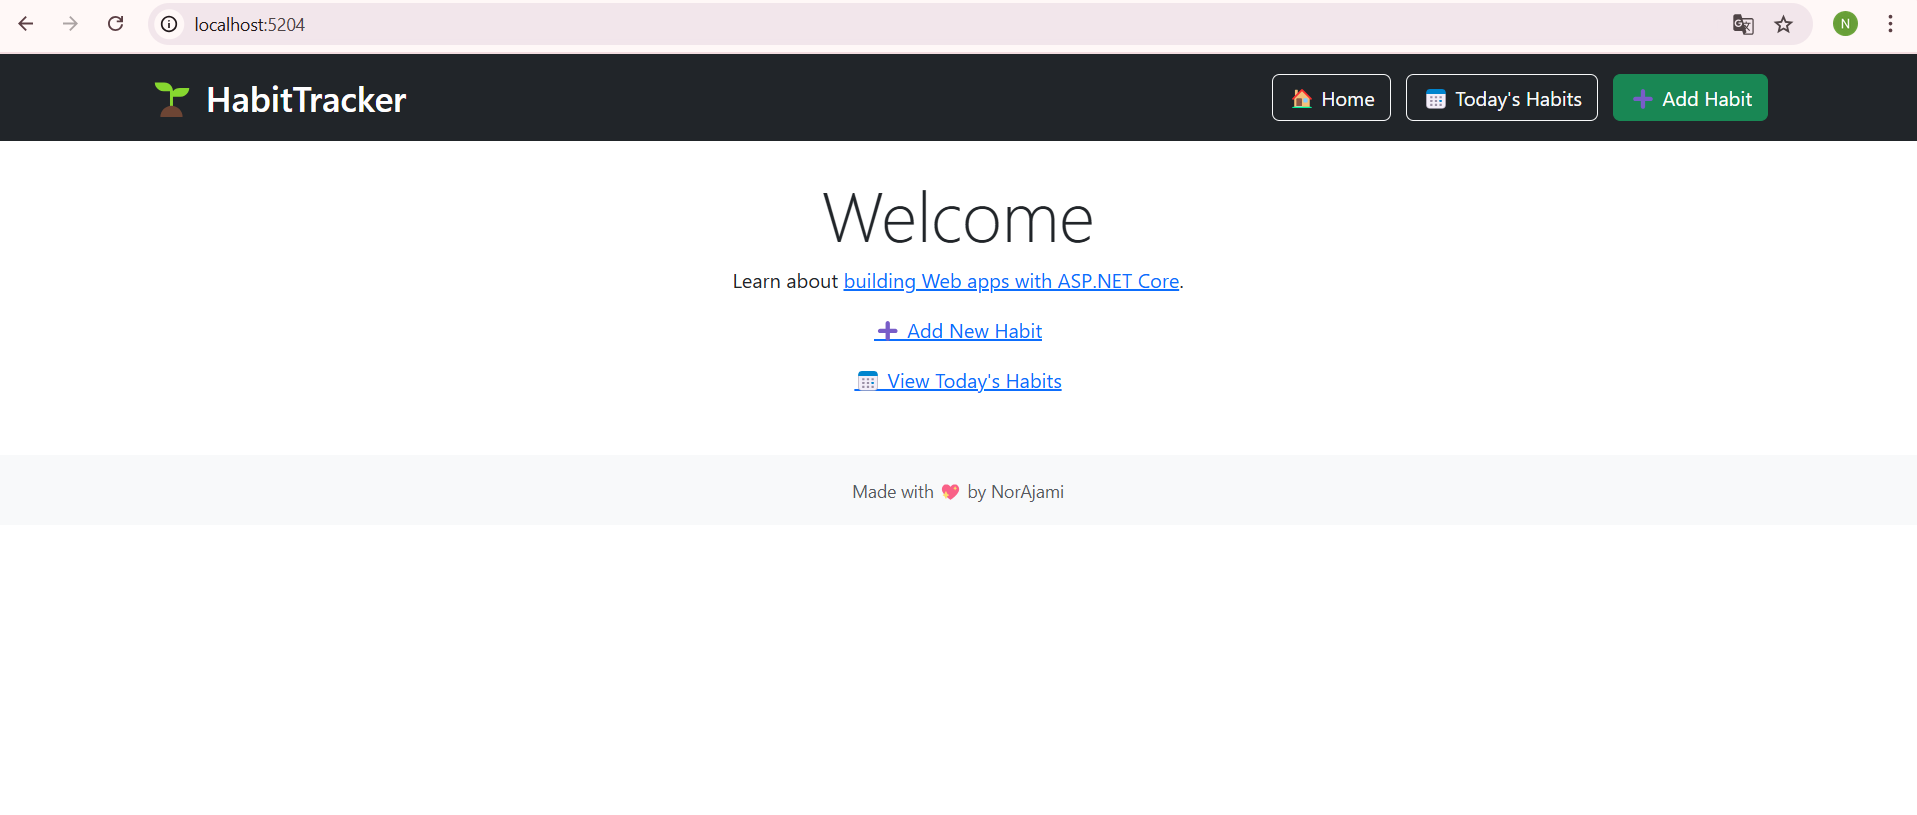 localhost:5204
N
HabitTracker
Home
Today's Habits
Add Habit
Welcome
Learn about building Web apps with ASP.NET Core.
Add New Habit
View Today's Habits
Made with 💖 by NorAjami